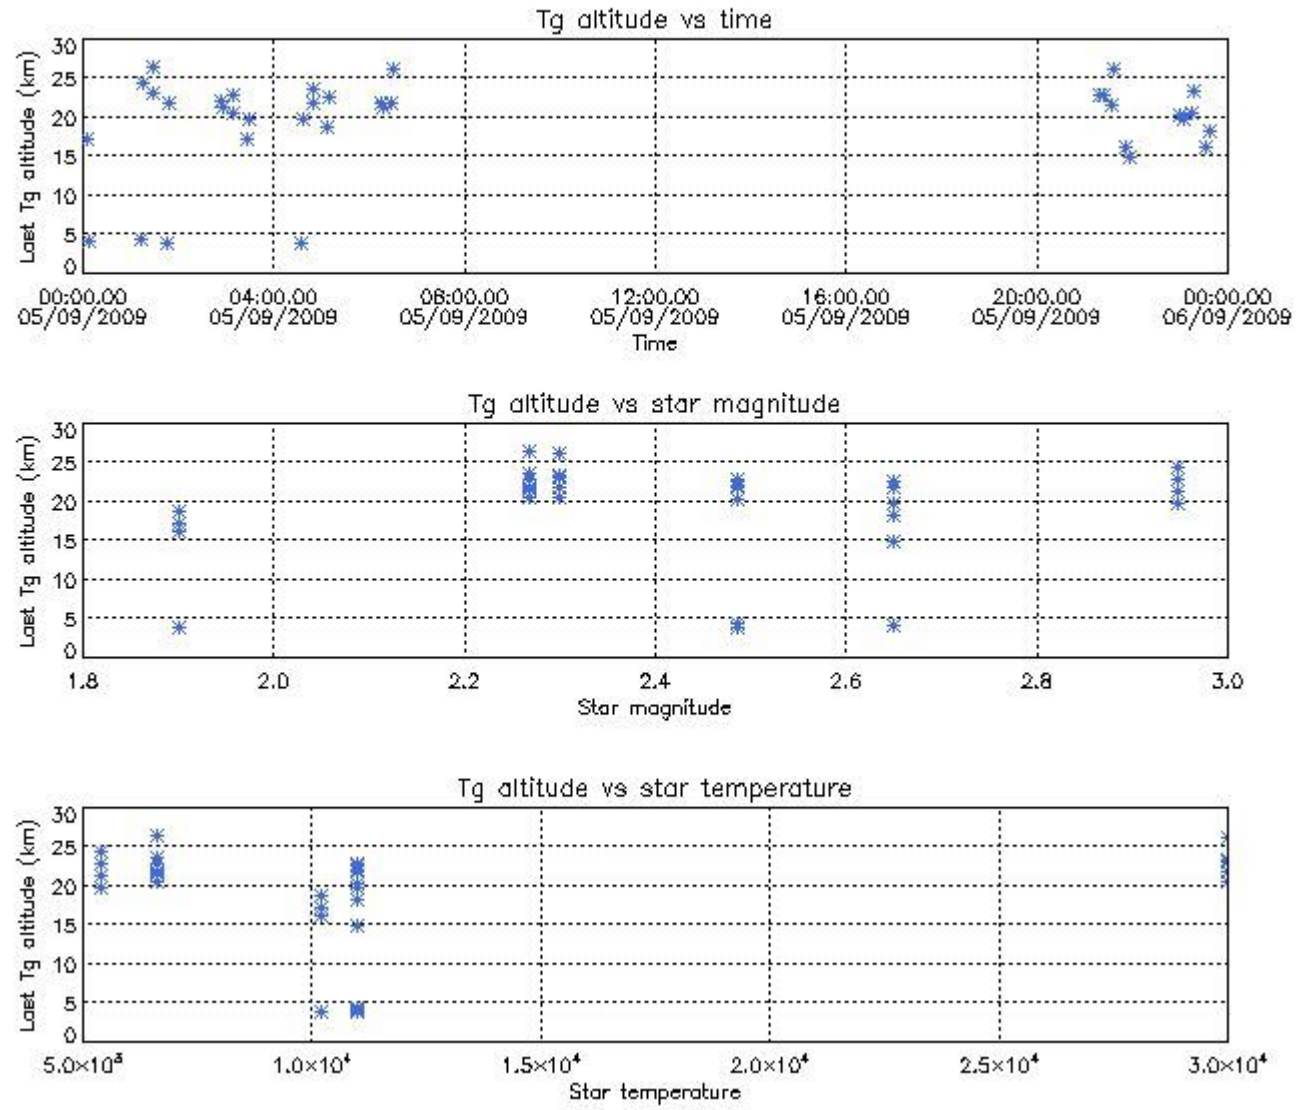 Tg altitude vs time
Last Tg altitude (km)
30
25
20
15
10
5
0
00:00.00 04:00.00 08:00.00 12:00.00 16:00.00 20:00.00 00:00.00
05/09/2009 05/09/2009 05/09/2009 05/09/2009 05/09/2009 05/09/2009 06/09/2009
Time
Tg altitude vs star magnitude
Last Tg altitude (km)
30
25
20
15
10
5
0
1.8 2.0 2.2 2.4 2.6 2.8 3.0
Star magnitude
Tg altitude vs star temperature
Last Tg altitude (km)
30
25
20
15
10
5
0
5.0×10³ 1.0×10⁴ 1.5×10⁴ 2.0×10⁴ 2.5×10⁴ 3.0×10⁴
Star temperature